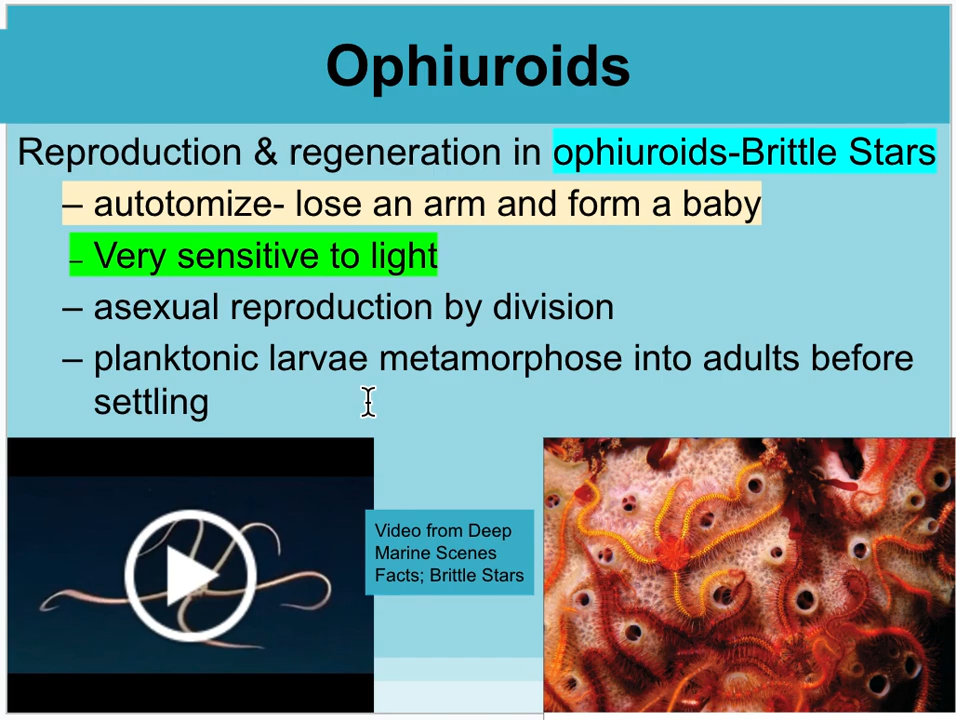 Ophiuroids
Reproduction & regeneration in ophiuroids-Brittle Stars
– autotomize- lose an arm and form a baby
– Very sensitive to light
– asexual reproduction by division
– planktonic larvae metamorphose into adults before
settling
Video from Deep
Marine Scenes
Facts; Brittle Stars